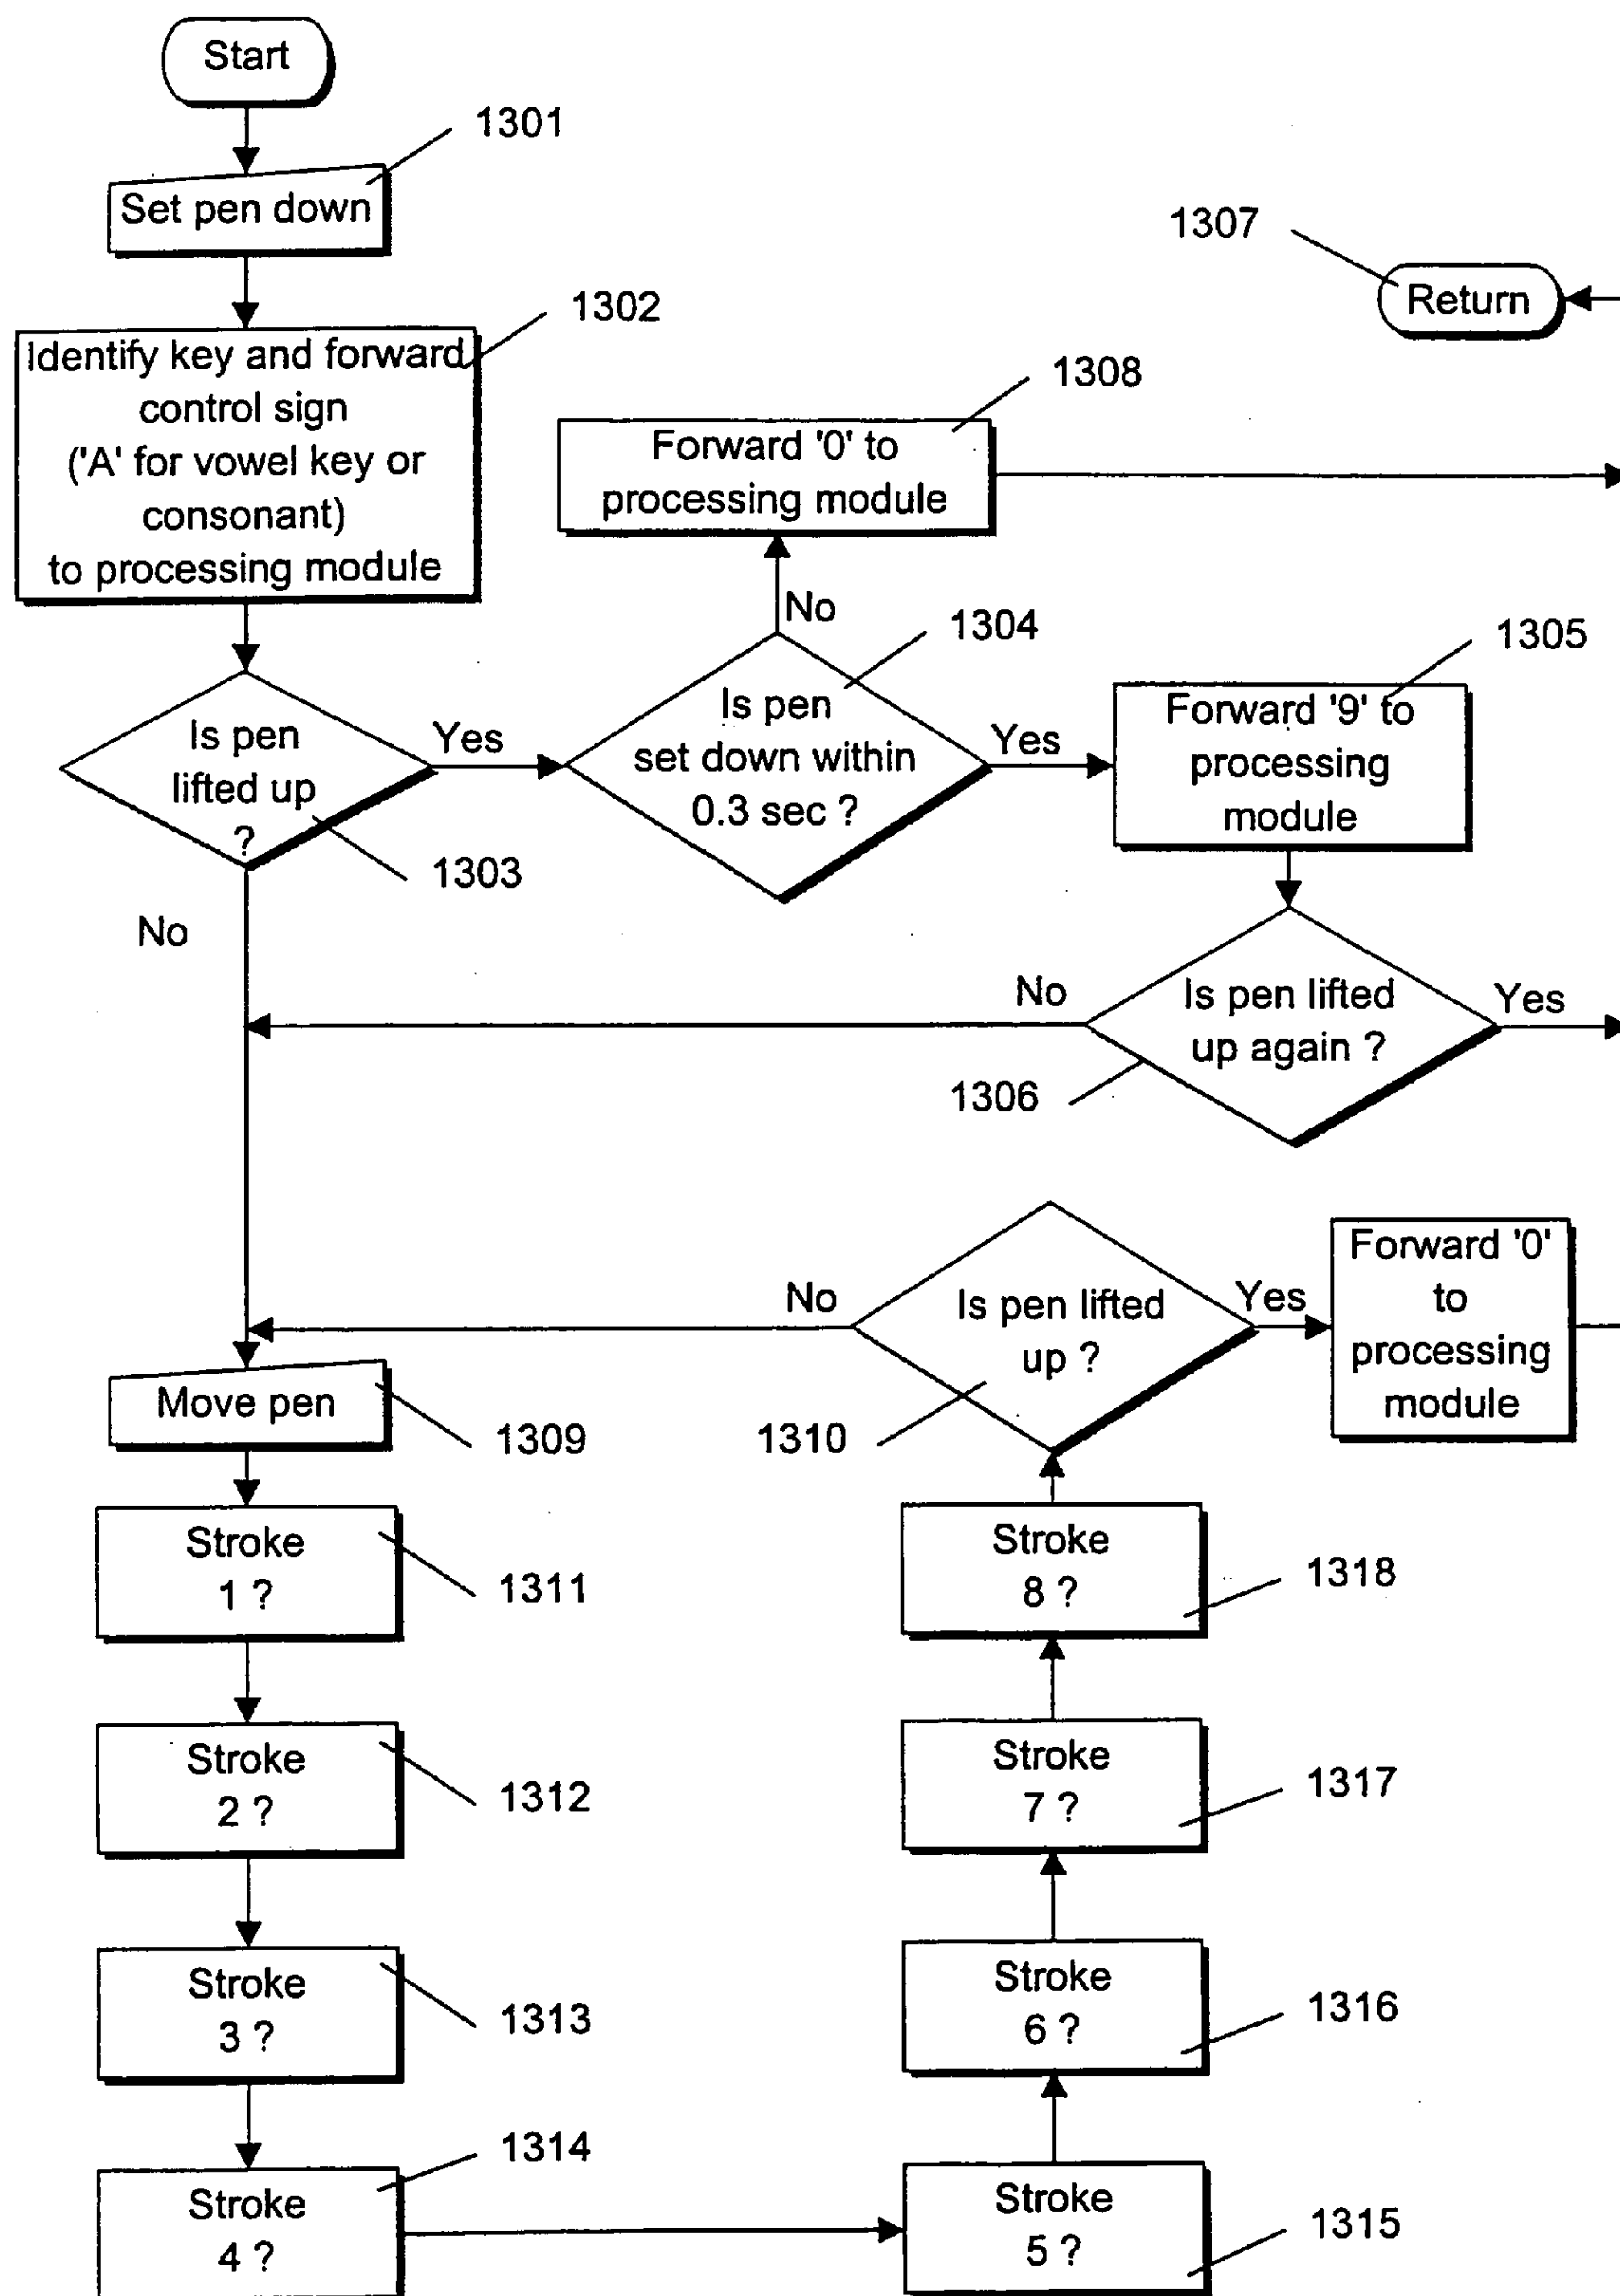 Start
1301
Set pen down
1302
Identify key and forward
control sign
('A' for vowel key or
consonant)
to processing module
1307
Return
1308
Forward '0' to
processing module
No
1304
Is pen
set down within
0.3 sec ?
Yes
1305
Forward '9' to
processing
module
Is pen
lifted up
?
Yes
1303
No
Is pen lifted
up again ?
No
Yes
1306
Is pen lifted
up ?
No
Yes
1310
Forward '0'
to
processing
module
Move pen
1309
Stroke
1 ?
1311
Stroke
2 ?
1312
Stroke
3 ?
1313
Stroke
4 ?
1314
Stroke
5 ?
1315
Stroke
6 ?
1316
Stroke
7 ?
1317
Stroke
8 ?
1318